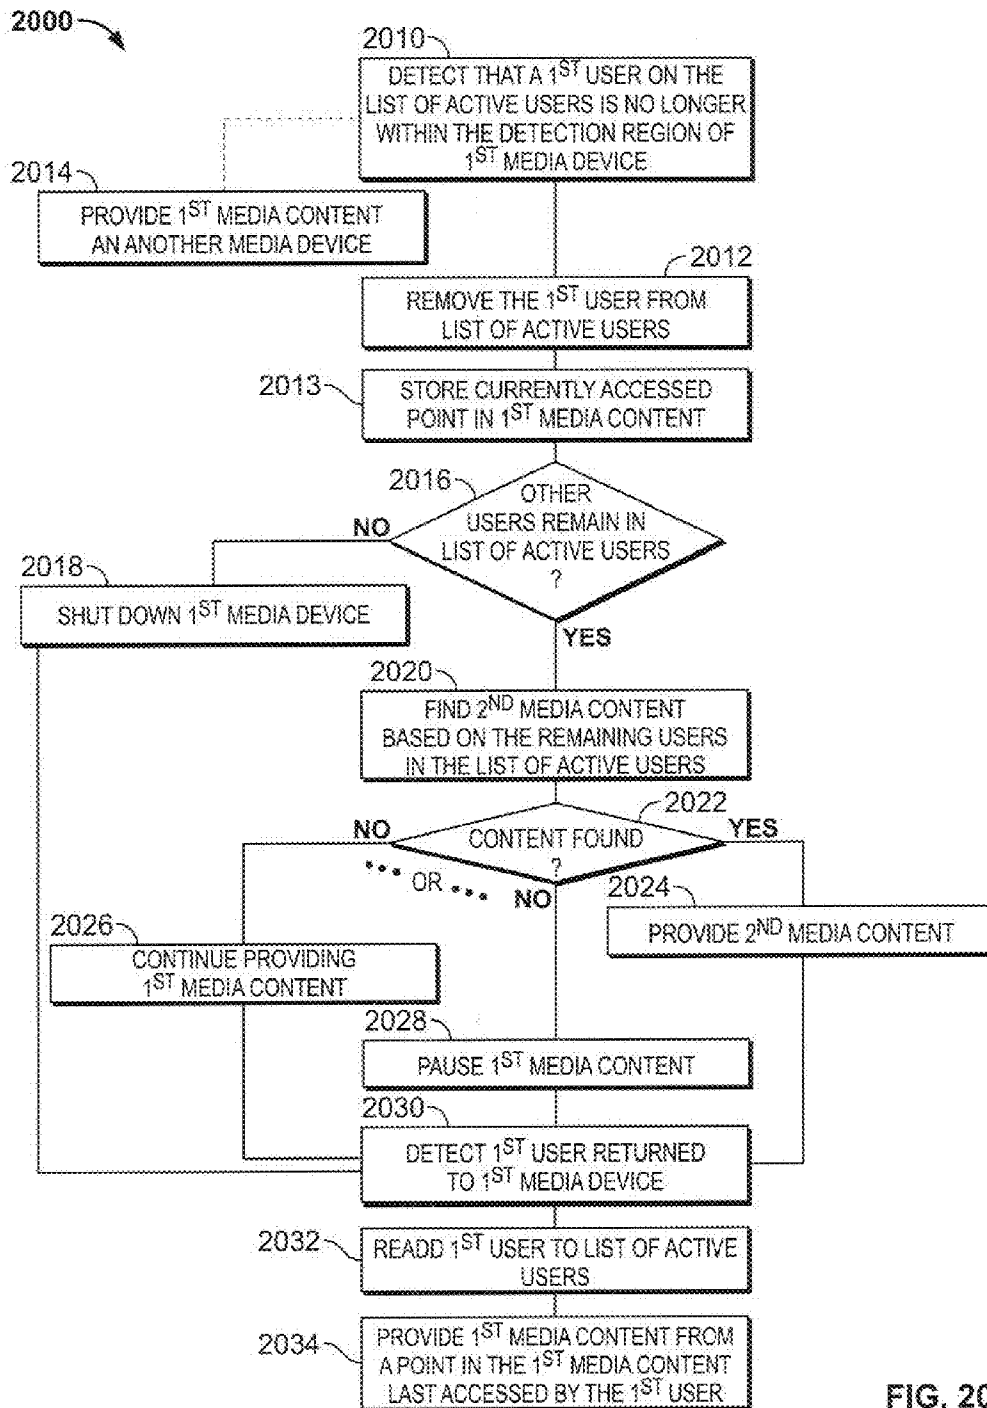 2000
2010
DETECT THAT A 1ST USER ON THE
LIST OF ACTIVE USERS IS NO LONGER
WITHIN THE DETECTION REGION OF
1ST MEDIA DEVICE
2014
PROVIDE 1ST MEDIA CONTENT
AN ANOTHER MEDIA DEVICE
2012
REMOVE THE 1ST USER FROM
LIST OF ACTIVE USERS
2013
STORE CURRENTLY ACCESSED
POINT IN 1ST MEDIA CONTENT
2016
OTHER
USERS REMAIN IN
LIST OF ACTIVE USERS
?
NO
YES
2018
SHUT DOWN 1ST MEDIA DEVICE
2020
FIND 2ND MEDIA CONTENT
BASED ON THE REMAINING USERS
IN THE LIST OF ACTIVE USERS
2022
CONTENT FOUND
?
NO
OR
NO
YES
2024
PROVIDE 2ND MEDIA CONTENT
2026
CONTINUE PROVIDING
1ST MEDIA CONTENT
2028
PAUSE 1ST MEDIA CONTENT
2030
DETECT 1ST USER RETURNED
TO 1ST MEDIA DEVICE
2032
READD 1ST USER TO LIST OF ACTIVE
USERS
2034
PROVIDE 1ST MEDIA CONTENT FROM
A POINT IN THE 1ST MEDIA CONTENT
LAST ACCESSED BY THE 1ST USER
FIG. 20